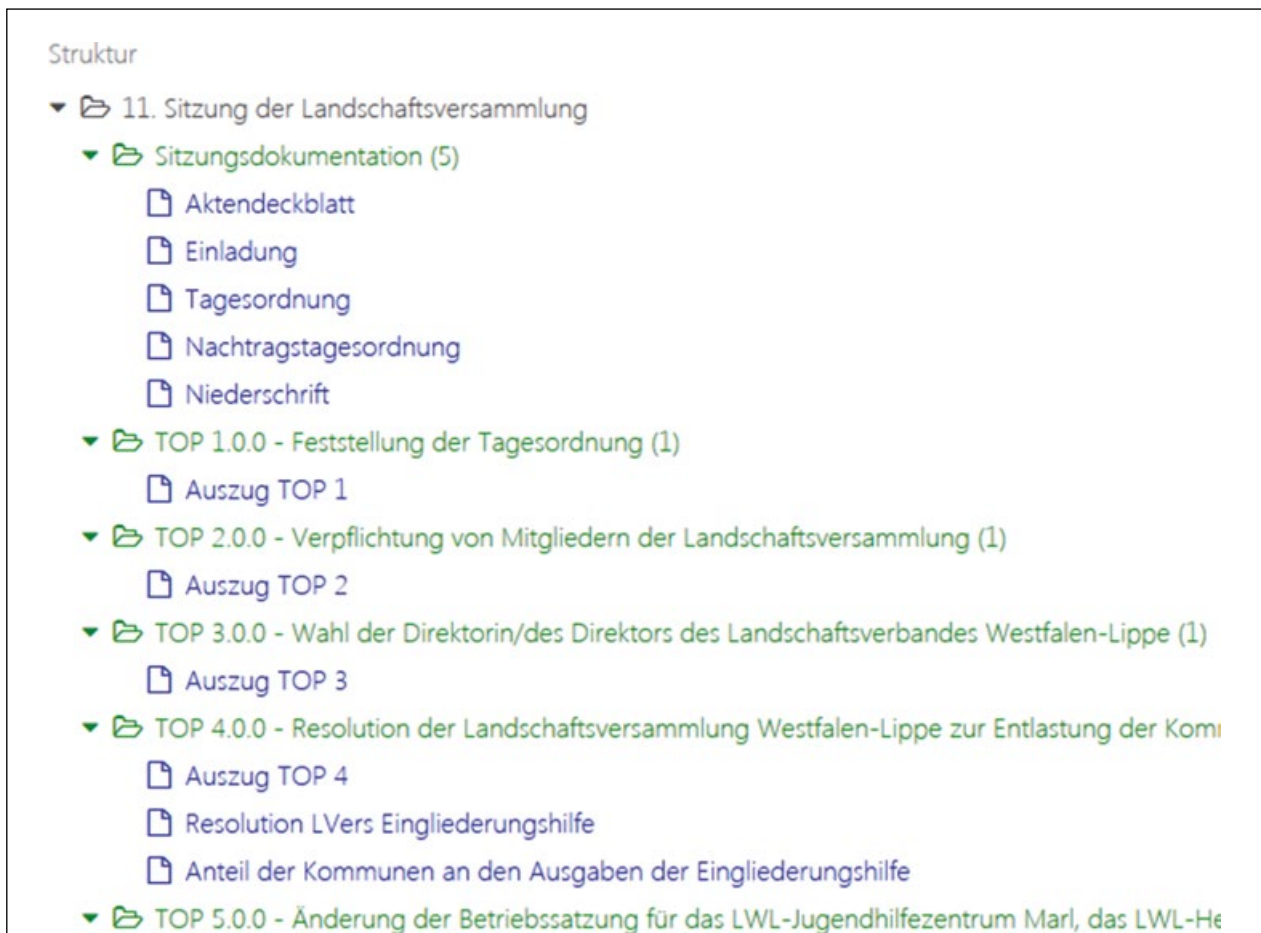 Struktur
11. Sitzung der Landschaftsversammlung
Sitzungsdokumentation (5)
Aktendeckblatt
Einladung
Tagesordnung
Nachtragstagesordnung
Niederschrift
TOP 1.0.0 - Feststellung der Tagesordnung (1)
Auszug TOP 1
TOP 2.0.0 - Verpflichtung von Mitgliedern der Landschaftsversammlung (1)
Auszug TOP 2
TOP 3.0.0 - Wahl der Direktorin/des Direktors des Landschaftsverbandes Westfalen-Lippe (1)
Auszug TOP 3
TOP 4.0.0 - Resolution der Landschaftsversammlung Westfalen-Lippe zur Entlastung der
Auszug TOP 4
Resolution LVers Eingliederungshilfe
Anteil der Kommunen an den Ausgaben der Eingliederungshilfe
TOP 5.0.0 - Änderung der Betriebssatzung für das LWL-Jugendhilfezentrum Marl, das